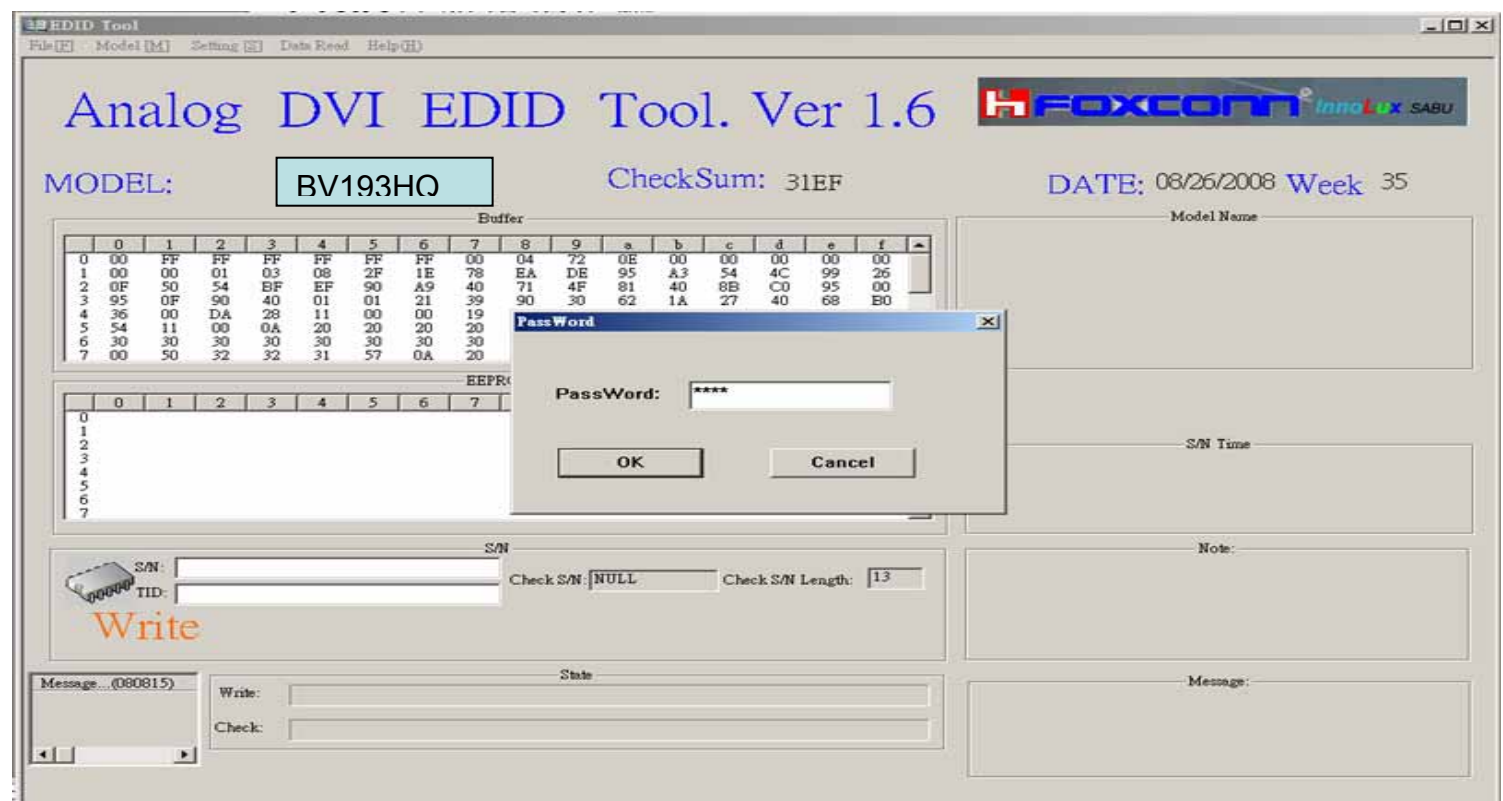 EDID Tool
File[F] Model [M] Setting [S] Data Read Help(H)
Analog DVI EDID Tool. Ver 1.6
FOXCONN® InnoLux SABU
MODEL: BV193HQ CheckSum: 31EF DATE: 08/26/2008 Week 35
Buffer
0 1 2 3 4 5 6 7 8 9 a b c d e f
0 00 FF FF FF FF FF FF 00 04 72 0E 00 00 00 00 00
1 00 00 01 03 08 2F 1E 78 EA DE 95 A3 54 4C 99 26
2 0F 50 54 BF EF 90 A9 40 71 4F 81 40 8B C0 95 00
3 95 0F 90 40 01 01 21 39 90 30 62 1A 27 40 68 B0
4 36 00 DA 28 11 00 00 19
5 54 11 00 0A 20 20 20 20
6 30 30 30 30 30 30 30 30
7 00 50 32 32 31 57 0A 20
Model Name
PassWord
PassWord: ****
OK Cancel
0 1 2 3 4 5 6 7
0
1
2
3
4
5
6
7
S/N Time
S/N
S/N:
TID:
Check S/N: NULL Check S/N Length: 13
Write
Note:
Message...(080815)
State
Write:
Check:
Message: